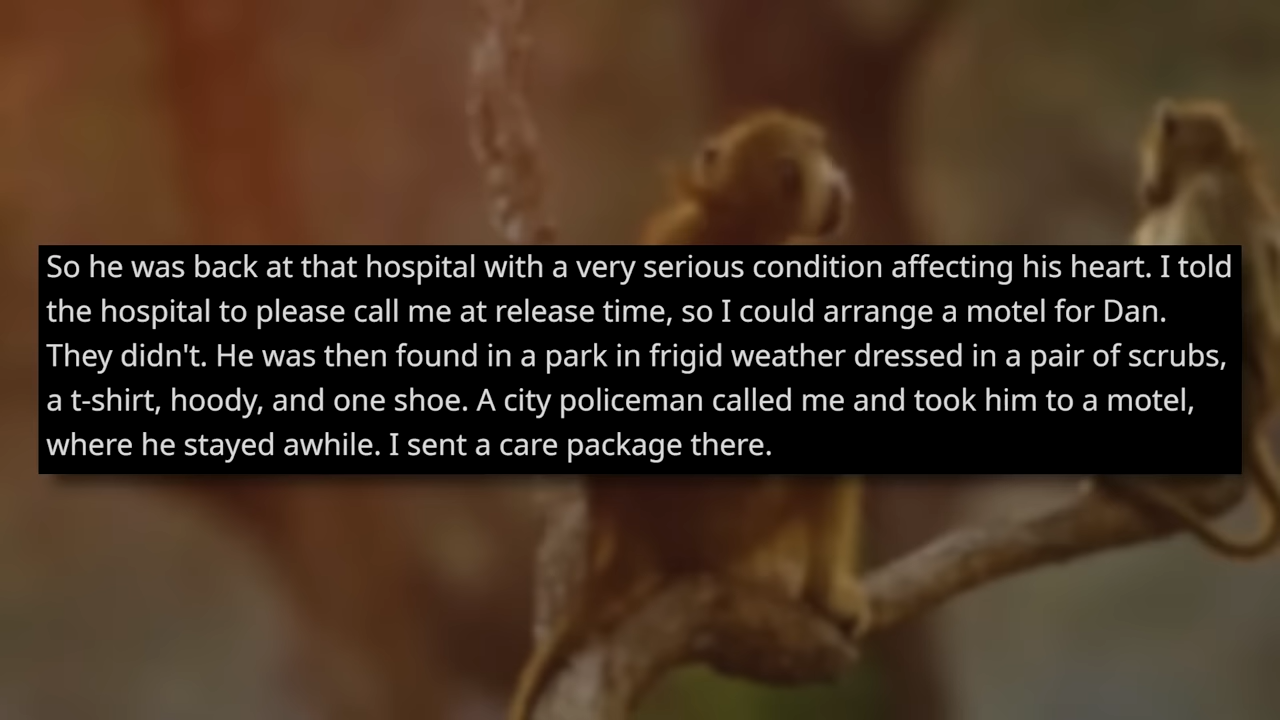 So he was back at that hospital with a very serious condition affecting his heart. I told
the hospital to please call me at release time, so I could arrange a motel for Dan.
They didn't. He was then found in a park in frigid weather dressed in a pair of scrubs,
a t-shirt, hoody, and one shoe. A city policeman called me and took him to a motel,
where he stayed awhile. I sent a care package there.